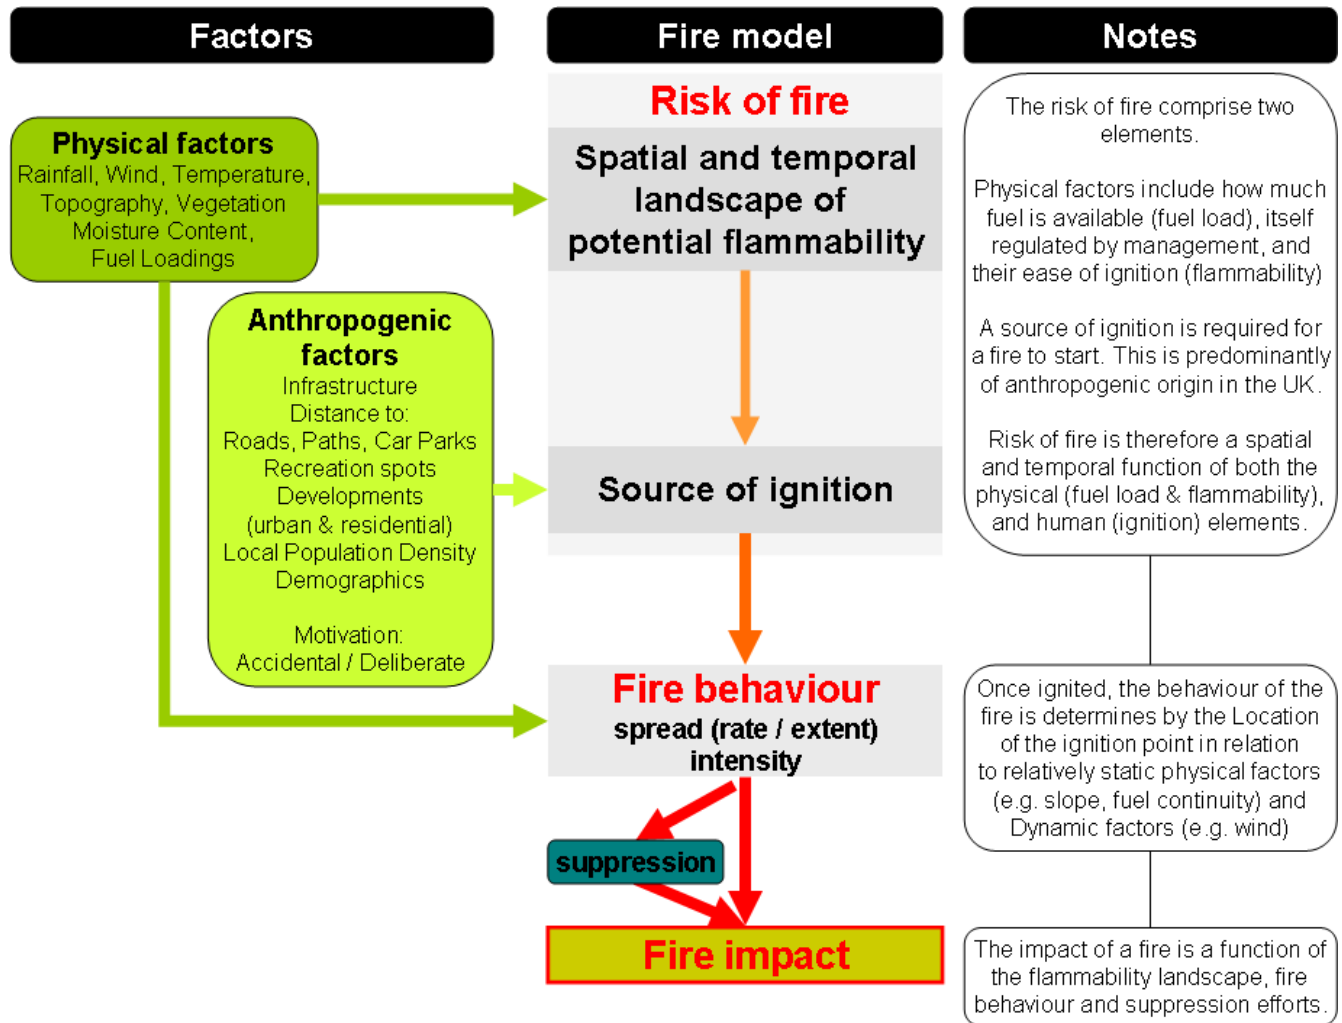 Factors
Fire model
Notes
Physical factors
Rainfall, Wind, Temperature,
Topography, Vegetation
Moisture Content,
Fuel Loadings
Anthropogenic
factors
Infrastructure
Distance to:
Roads, Paths, Car Parks
Recreation spots
Developments
(urban & residential)
Local Population Density
Demographics
Motivation:
Accidental / Deliberate
Risk of fire
Spatial and temporal
landscape of
potential flammability
Source of ignition
Fire behaviour
spread (rate / extent)
intensity
suppression
Fire impact
The risk of fire comprise two
elements.
Physical factors include how much
fuel is available (fuel load), itself
regulated by management, and
their ease of ignition (flammability)
A source of ignition is required for
a fire to start. This is predominantly
of anthropogenic origin in the UK.
Risk of fire is therefore a spatial
and temporal function of both the
physical (fuel load & flammability),
and human (ignition) elements.
Once ignited, the behaviour of the
fire is determines by the Location
of the ignition point in relation
to relatively static physical factors
(e.g. slope, fuel continuity) and
Dynamic factors (e.g. wind)
The impact of a fire is a function of
the flammability landscape, fire
behaviour and suppression efforts.